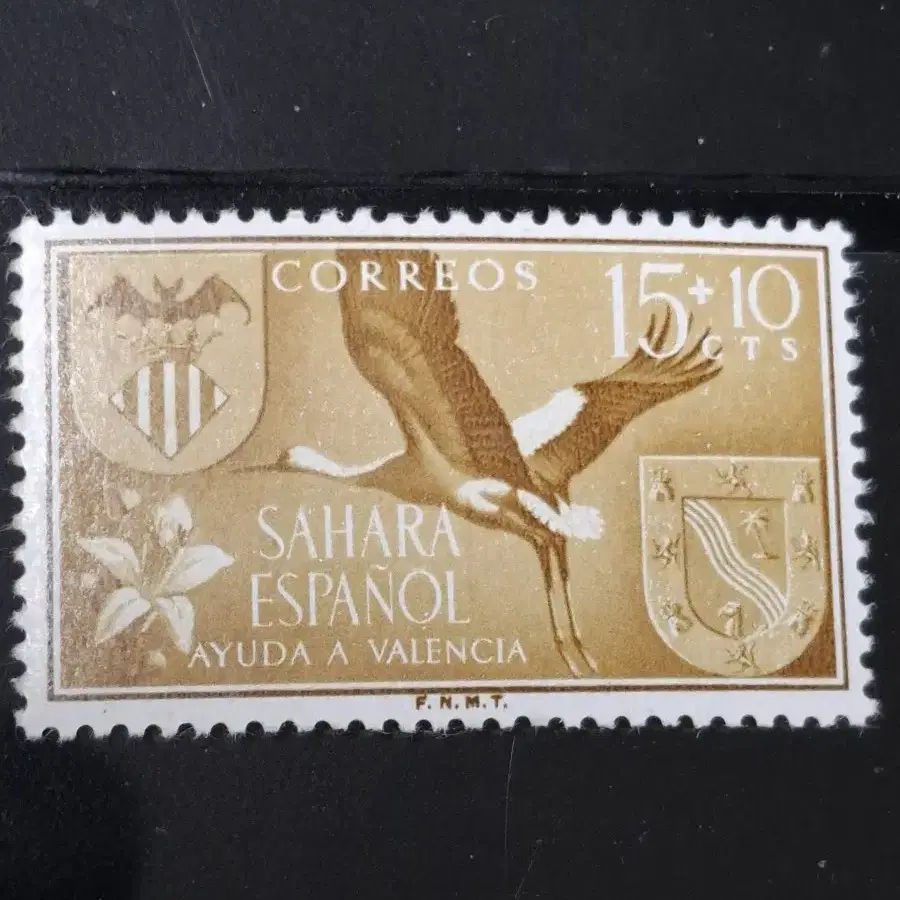 CORREOS
15+10
CTS
SAHARA
ESPAÑOL
AYUDA A VALENCIA
F.N.M.T.